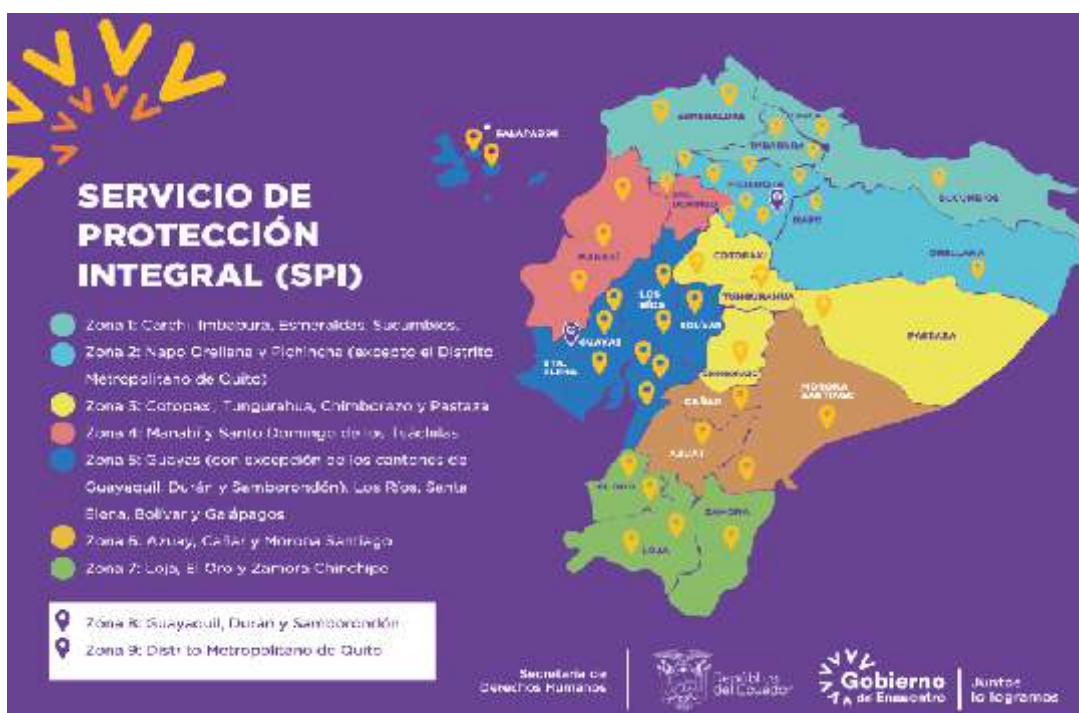 SERVICIO DE
PROTECCIÓN
INTEGRAL (SPI)
Zona 1: Carchi, Imbabura, Esmeraldas, Sucumbíos.
Zona 2: Napo Orellana y Pichincha (excepto el Distrito
Metropolitano de Quito)
Zona 3: Cotopaxi, Tungurahua, Chimborazo y Pastaza
Zona 4: Manabí y Santo Domingo de los Tsáchilas
Zona 5: Guayas (con excepción de los cantones de
Guayaquil, Durán y Samborondón), Los Ríos, Santa
Elena, Bolívar y Galápagos
Zona 6: Azuay, Cañar y Morona Santiago
Zona 7: Loja, El Oro y Zamora Chinchipe
Zona 8: Guayaquil, Durán y Samborondón
Zona 9: Distrito Metropolitano de Quito
GALÁPAGOS
ESMERALDAS
IMBABURA
SUCUMBÍOS
PICHINCHA
STO.
DOMINGO
NAPO
ORELLANA
MANABÍ
COTOPAXI
TUNGURAHUA
LOS
RÍOS
BOLÍVAR
PASTAZA
GUAYAS
STA.
ELENA
CHIMBORAZO
CAÑAR
MORONA
SANTIAGO
AZUAY
EL ORO
ZAMORA
LOJA
Secretaría de
Derechos Humanos
República
del Ecuador
Gobierno
del Encuentro
Juntos
lo logramos